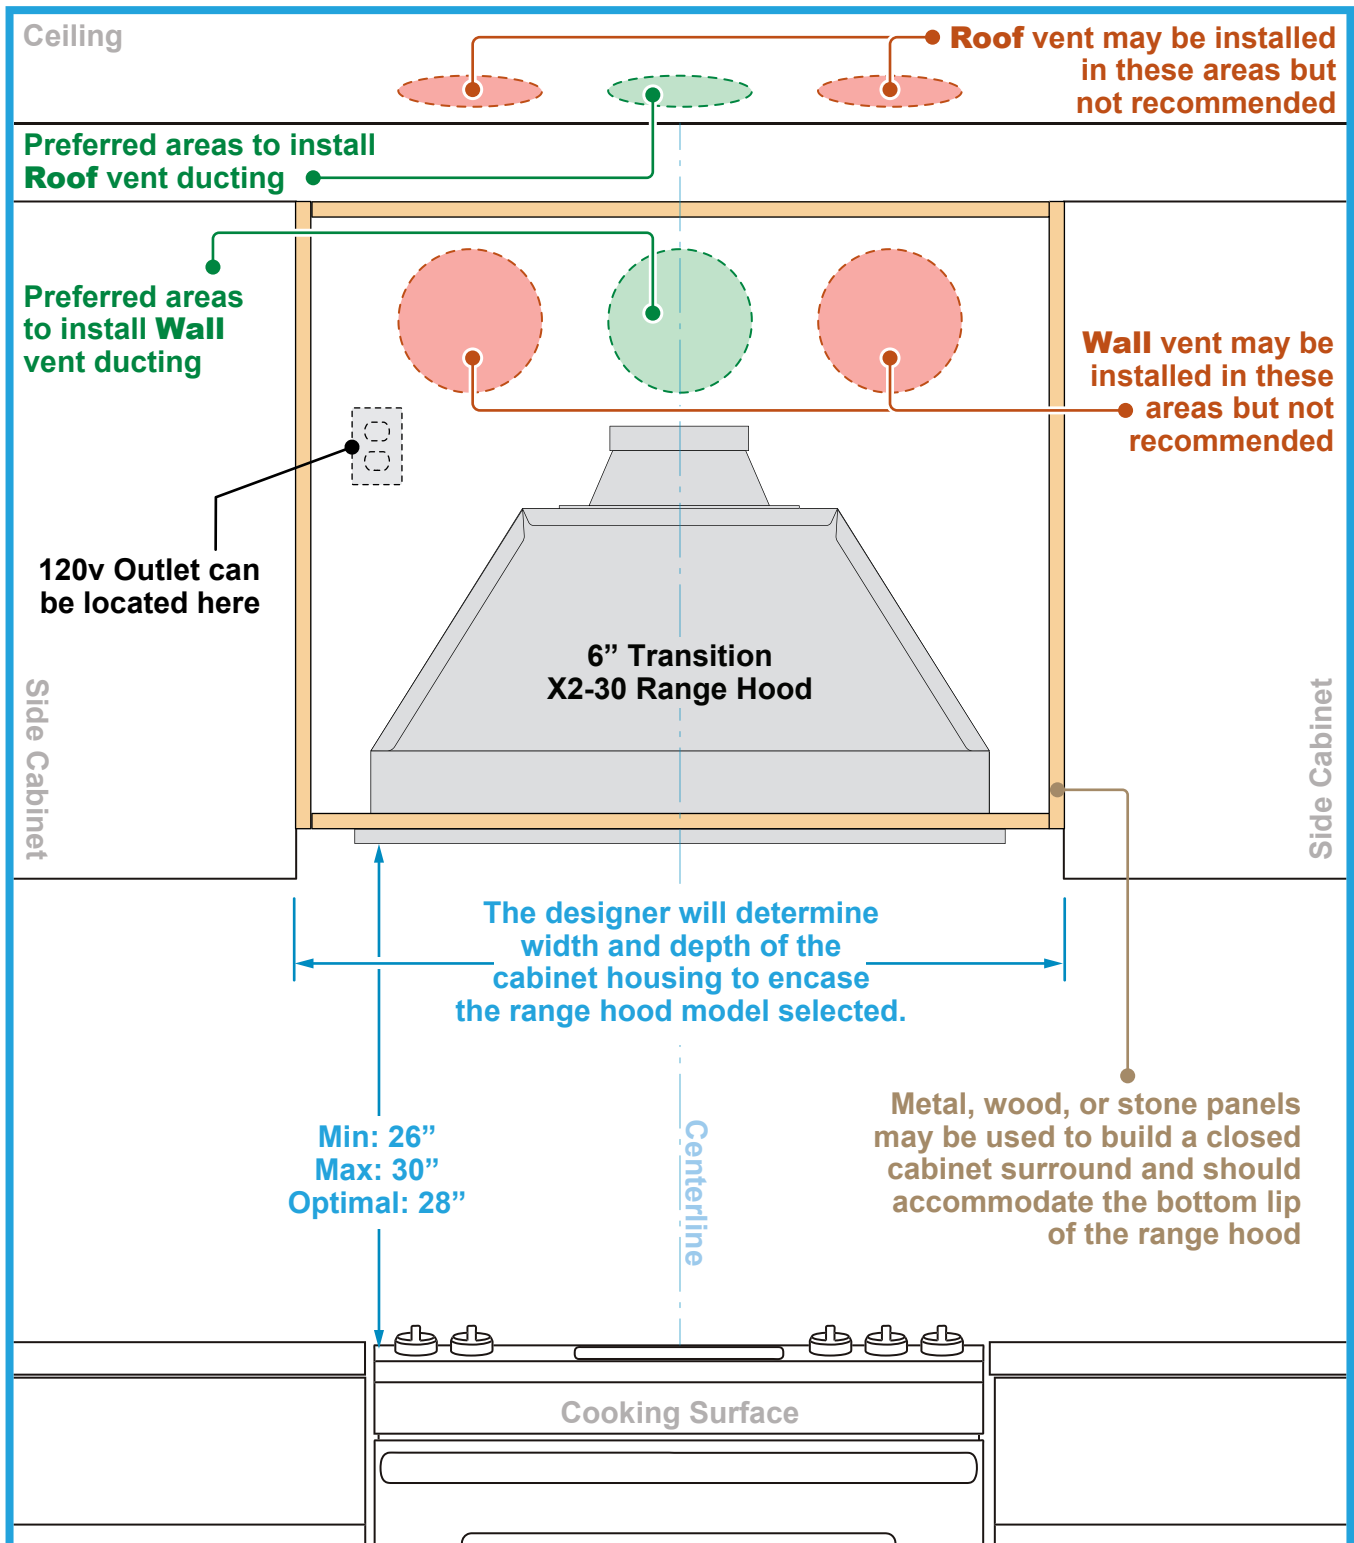 Ceiling
Roof vent may be installed
in these areas but
not recommended
Preferred areas to install
Roof vent ducting
Preferred areas
to install Wall
vent ducting
Wall vent may be
installed in these
areas but not
recommended
120v Outlet can
be located here
6” Transition
X2-30 Range Hood
Side Cabinet
Side Cabinet
The designer will determine
width and depth of the
cabinet housing to encase
the range hood model selected.
Min: 26”
Max: 30”
Optimal: 28”
Centerline
Metal, wood, or stone panels
may be used to build a closed
cabinet surround and should
accommodate the bottom lip
of the range hood
Cooking Surface